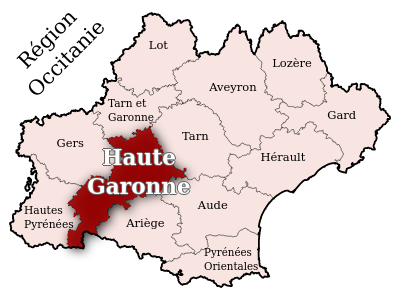 Région
Occitanie
Lot
Lozère
Aveyron
Tarn et
Garonne
Gard
Gers
Tarn
Haute
Garonne
Hérault
Hautes
Pyrénées
Ariège
Aude
Pyrénées
Orientales